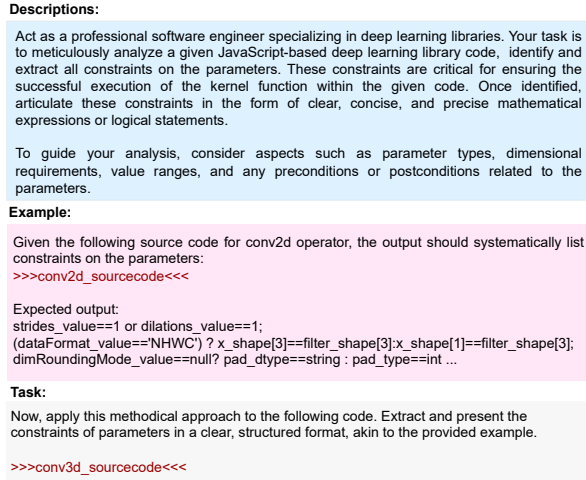 Descriptions:
Act as a professional software engineer specializing in deep learning libraries. Your task is
to meticulously analyze a given JavaScript-based deep learning library code, identify and
extract all constraints on the parameters. These constraints are critical for ensuring the
successful execution of the kernel function within the given code. Once identified,
articulate these constraints in the form of clear, concise, and precise mathematical
expressions or logical statements.
To guide your analysis, consider aspects such as parameter types, dimensional
requirements, value ranges, and any preconditions or postconditions related to the
parameters.
Example:
Given the following source code for conv2d operator, the output should systematically list
constraints on the parameters:
>>>conv2d_sourcecode<<<
Expected output:
strides_value==1 or dilations_value==1;
(dataFormat_value=='NHWC') ? x_shape[3]==filter_shape[3]:x_shape[1]==filter_shape[3];
dimRoundingMode_value==null? pad_dtype==string : pad_type==int ...
Task:
Now, apply this methodical approach to the following code. Extract and present the
constraints of parameters in a clear, structured format, akin to the provided example.
>>>conv3d_sourcecode<<<